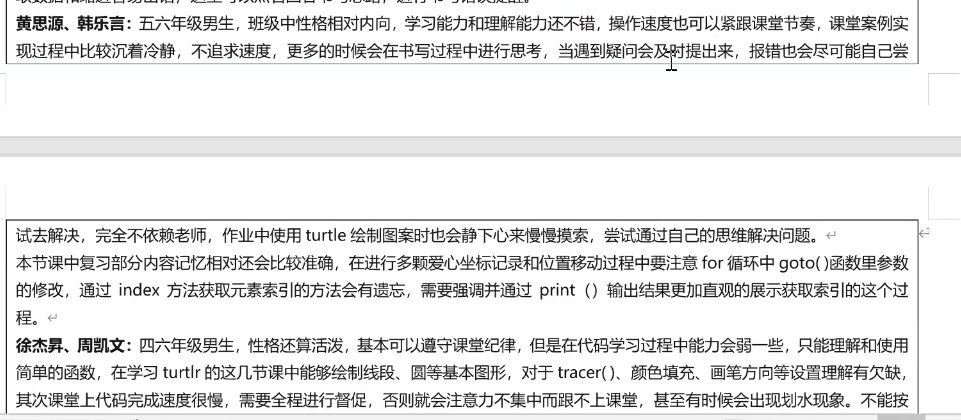 黄思源、韩乐言：五六年级男生，班级中性格相对内向，学习能力和理解能力还不错，操作速度也可以紧跟课堂节奏，课堂案例实
现过程中比较沉着冷静，不追求速度，更多的时候会在书写过程中进行思考，当遇到疑问会及时提出来，报错也会尽可能自己尝
试去解决，完全不依赖老师，作业中使用 turtle 绘制图案时也会静下心来慢慢摸索，尝试通过自己的思维解决问题。
本节课中复习部分内容记忆相对还会比较准确，在进行多颗爱心坐标记录和位置移动过程中要注意 for 循环中 goto( )函数里参数
的修改，通过 index 方法获取元素索引的方法会有遗忘，需要强调并通过 print（）输出结果更加直观的展示获取索引的这个过
程。
徐杰昇、周凯文：四六年级男生，性格还算活泼，基本可以遵守课堂纪律，但是在代码学习过程中能力会弱一些，只能理解和使用
简单的函数，在学习 turtlr 的这几节课中能够绘制线段、圆等基本图形，对于 tracer( )、颜色填充、画笔方向等设置理解有欠缺，
其次课堂上代码完成速度很慢，需要全程进行督促，否则就会注意力不集中而跟不上课堂，甚至有时候会出现划水现象。不能按